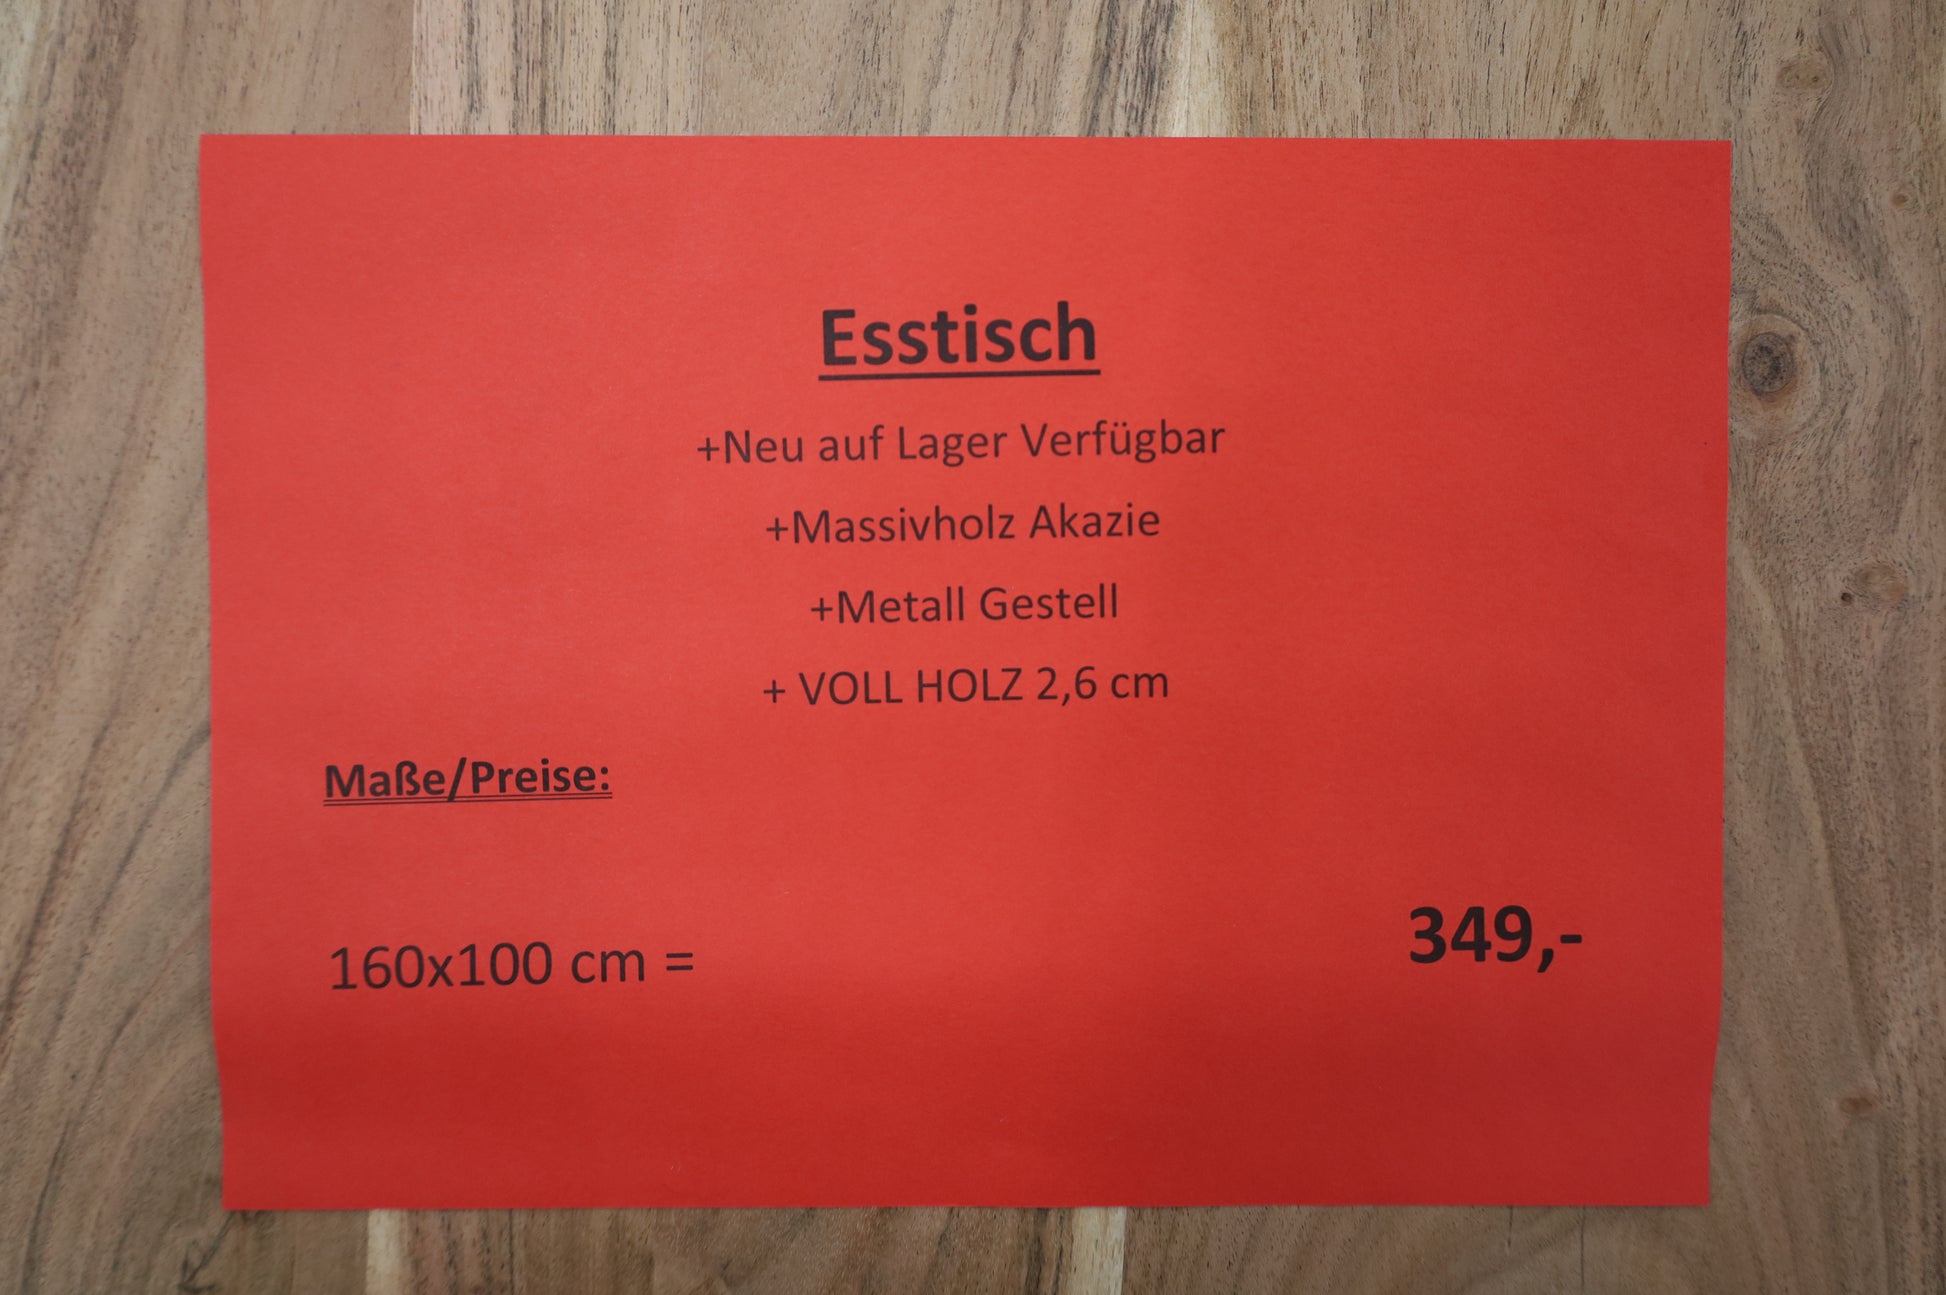 Esstisch
+Neu auf Lager Verfügbar
+Massivholz Akazie
+Metall Gestell
+ VOLL HOLZ 2,6 cm
Maße/Preise:
160x100 cm = 349,-